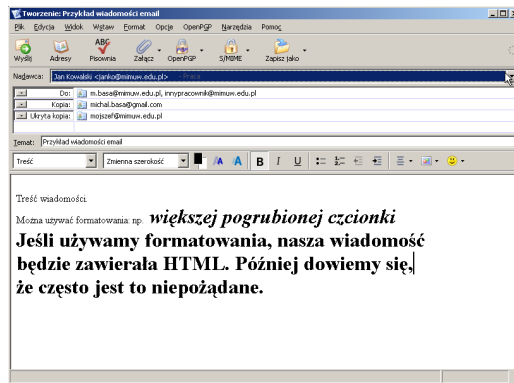 Tworzenie: Przykład wiadomości email
Plik Edycja Widok Wstaw Format Opcje OpenPGP Narzędzia Pomoc
Wyślij Adresy Pisownia Załącz OpenPGP S/MIME Zapisz jako
Nadawca: Jan Kowalski <janko@mimuw.edu.pl> - Praca
Do: m.basa@mimuw.edu.pl, innypracownik@mimuw.edu.pl
Kopia: michal.basa@gmail.com
Ukryta kopia: mojszef@mimuw.edu.pl
Temat: Przykład wiadomości email
Treść Zmienna szerokość A A B I U
Treść wiadomości.
Można używać formatowania: np. większej pogrubionej czcionki
Jeśli używamy formatowania, nasza wiadomość
będzie zawierała HTML. Później dowiemy się,
że często jest to niepożądane.